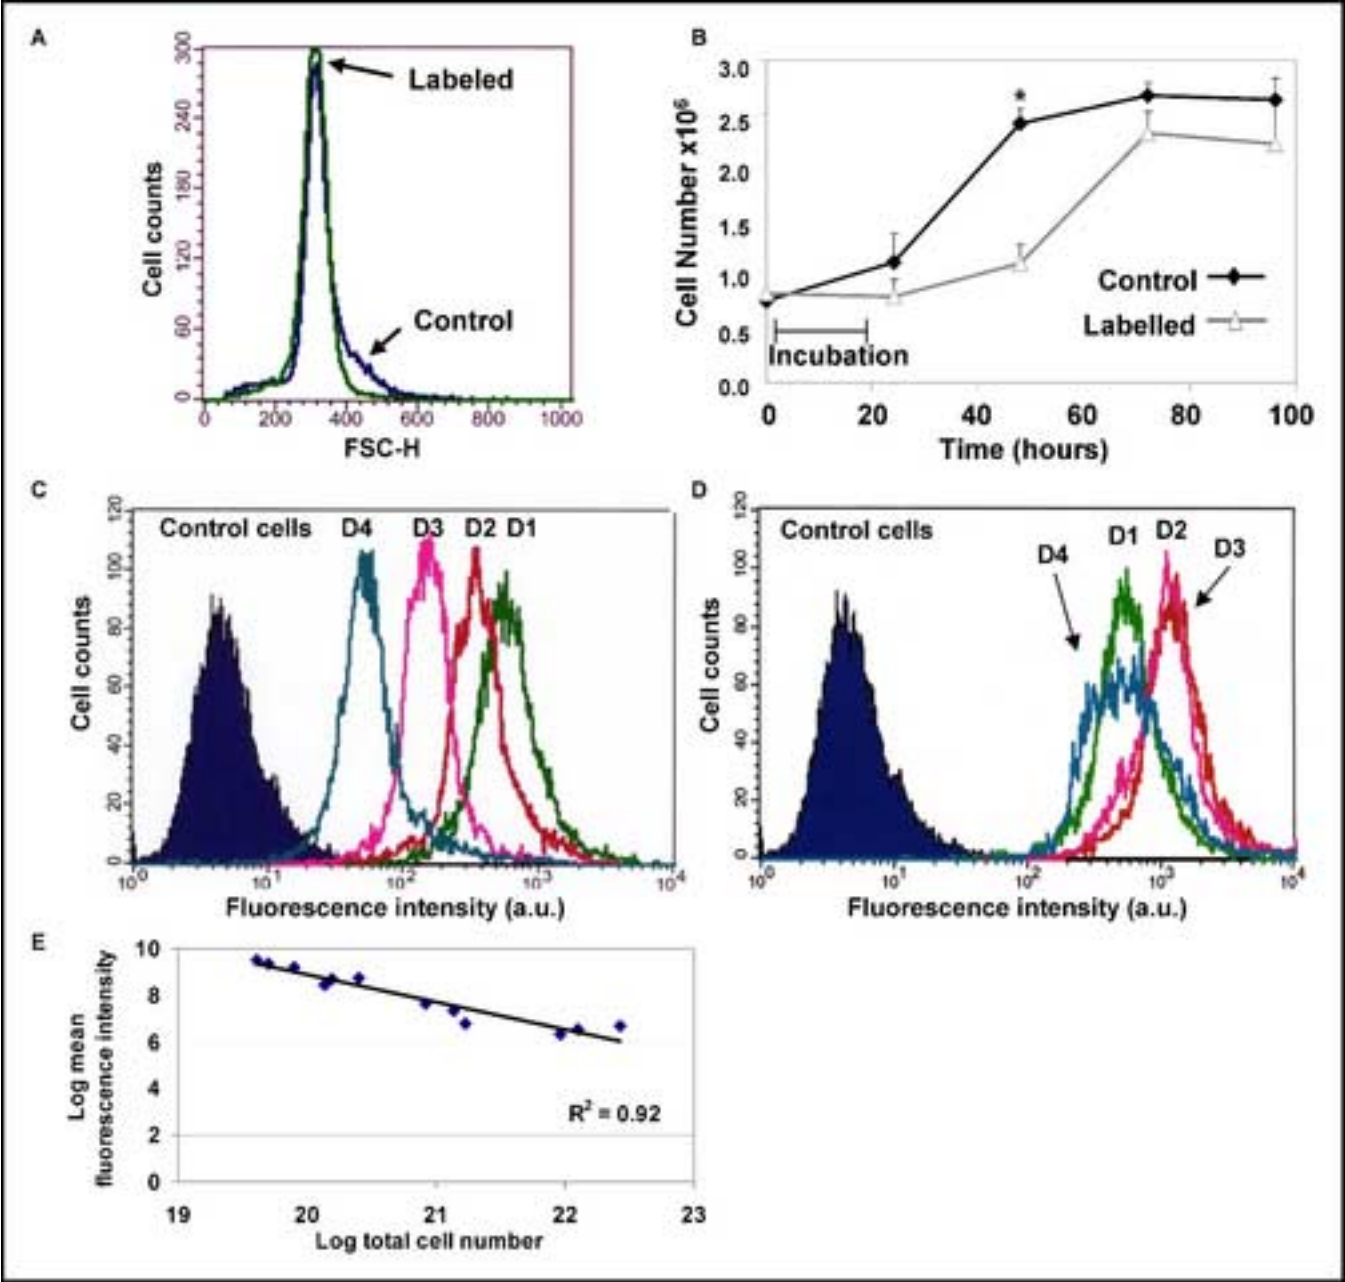 A
300
240
180
120
60
0
Cell counts
Labeled
Control
0 200 400 600 800 1000
FSC-H
B
3.0
2.5
2.0
1.5
1.0
0.5
0.0
Cell Number x10⁶
*
Control
Labelled
Incubation
0 20 40 60 80 100
Time (hours)
C
120
100
80
60
40
20
0
Cell counts
Control cells D4 D3 D2 D1
10⁰ 10¹ 10² 10³ 10⁴
Fluorescence intensity (a.u.)
D
120
100
80
60
40
20
0
Cell counts
Control cells
D4
D1
D2
D3
10⁰ 10¹ 10² 10³ 10⁴
Fluorescence intensity (a.u.)
E
10
8
6
4
2
0
Log mean
fluorescence intensity
R² = 0.92
19 20 21 22 23
Log total cell number